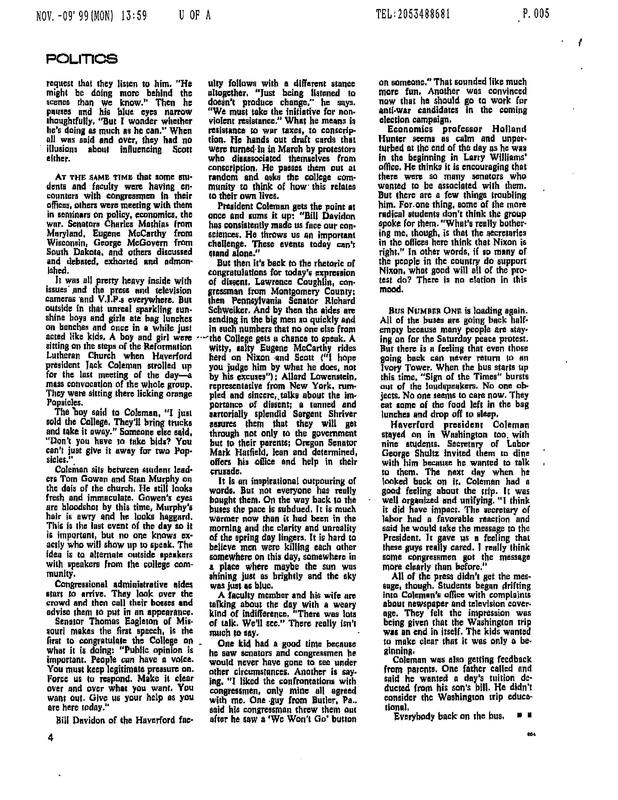 NOV. -09' 99 (MON) 13:59 U OF A TEL:2053488681 P. 005
POLITICS
request that they listen to him. "He
might be doing more behind the
scenes than we know." Then he
pauses and his blue eyes narrow
thoughtfully. "But I wonder whether
he's doing as much as he can." When
all was said and over, they had no
illusions about influencing Scott
either.
AT THE SAME TIME that some stu-
dents and faculty were having en-
counters with congressmen in their
offices, others were meeting with them
in seminars on policy, economics, the
war. Senators Charles Mathias from
Maryland, Eugene McCarthy from
Wisconsin, George McGovern from
South Dakota, and others discussed
and debated, exhorted and admon-
ished.
It was all pretty heavy inside with
issues and the press and television
cameras and V.I.P.s everywhere. But
outside in that unreal sparkling sun-
shine boys and girls ate bag lunches
on benches and once in a while just
acted like kids. A boy and girl were
sitting on the steps of the Reformation
Lutheran Church when Haverford
president Jack Coleman strolled up
for the last meeting of the day—a
mass convocation of the whole group.
They were sitting there licking orange
Popsicles.
The boy said to Coleman, "I just
sold the College. They'll bring trucks
and take it away." Someone else said,
"Don't you have to take bids? You
can't just give it away for two Pop-
sicles."
Coleman sits between student lead-
ers Tom Gowen and Stan Murphy on
the dais of the church. He still looks
fresh and immaculate. Gowen's eyes
are bloodshot by this time, Murphy's
hair is awry and he looks haggard.
This is the last event of the day so it
is important, but no one knows ex-
actly who will show up to speak. The
idea is to alternate outside speakers
with speakers from the college com-
munity.
Congressional administrative aides
start to arrive. They look over the
crowd and then call their bosses and
advise them to put in an appearance.
Senator Thomas Eagleton of Mis-
souri makes the first speech, is the
first to congratulate the College on
what it is doing: "Public opinion is
important. People can have a voice.
You must keep legitimate pressure on.
Force us to respond. Make it clear
over and over what you want. You
want out. Give us your help as you
are here today."
Bill Davidon of the Haverford fac-
ulty follows with a different stance
altogether. "Just being listened to
doesn't produce change," he says.
"We must take the initiative for non-
violent resistance." What he means is
resistance to war taxes, to conscrip-
tion. He hands out draft cards that
were turned in in March by protestors
who disassociated themselves from
conscription. He passes them out at
random and asks the college com-
munity to think of how this relates
to their own lives.
President Coleman gets the point at
once and sums it up: "Bill Davidon
has consistently made us face our con-
sciences. He throws us an important
challenge. These events today can't
stand alone."
But then it's back to the rhetoric of
congratulations for today's expression
of dissent. Lawrence Coughlin, con-
gressman from Montgomery County;
then Pennsylvania Senator Richard
Schweiker. And by then the aides are
sending in the big men so quickly and
in such numbers that no one else from
the College gets a chance to speak. A
witty, salty Eugene McCarthy rides
herd on Nixon and Scott ("I hope
you judge him by what he does, not
by his excuses"); Allard Lowenstein,
representative from New York, rum-
pled and sincere, talks about the im-
portance of dissent; a tanned and
sartorially splendid Sargent Shriver
assures them that they will get
through not only to the government
but to their parents; Oregon Senator
Mark Hatfield, lean and determined,
offers his office and help in their
crusade.
It is an inspirational outpouring of
words. But not everyone has really
bought them. On the way back to the
buses the pace is subdued. It is much
warmer now than it had been in the
morning and the clarity and unreality
of the spring day lingers. It is hard to
believe men were killing each other
somewhere on this day, somewhere in
a place where maybe the sun was
shining just as brightly and the sky
was just as blue.
A faculty member and his wife are
talking about the day with a weary
kind of indifference. "There was lots
of talk. We'll see." There really isn't
much to say.
One kid had a good time because
he saw senators and congressmen he
would never have gone to see under
other circumstances. Another is say-
ing, "I liked the confrontations with
congressmen, only mine all agreed
with me. One guy from Butler, Pa.,
said his congressman threw them out
after he saw a 'We Won't Go' button
on someone." That sounded like much
more fun. Another was convinced
now that he should go to work for
anti-war candidates in the coming
election campaign.
Economics professor Holland
Hunter seems as calm and unper-
turbed at the end of the day as he was
in the beginning in Larry Williams'
office. He thinks it is encouraging that
there were so many senators who
wanted to be associated with them.
But there are a few things troubling
him. For one thing, some of the more
radical students don't think the group
spoke for them. "What's really bother-
ing me, though, is that the secretaries
in the offices here think that Nixon is
right." In other words, if so many of
the people in the country do support
Nixon, what good will all of the pro-
test do? There is no elation in this
mood.
BUS NUMBER ONE is loading again.
All of the buses are going back half-
empty because many people are stay-
ing on for the Saturday peace protest.
But there is a feeling that even those
going back can never return to an
Ivory Tower. When the bus starts up
this time, "Sign of the Times" bursts
out of the loudspeakers. No one ob-
jects. No one seems to care now. They
eat some of the food left in the bag
lunches and drop off to sleep.
Haverford president Coleman
stayed on in Washington too, with
nine students. Secretary of Labor
George Shultz invited them to dine
with him because he wanted to talk
to them. The next day when he
looked back on it, Coleman had a
good feeling about the trip. It was
well organized and unifying. "I think
it did have impact. The secretary of
labor had a favorable reaction and
said he would take the message to the
President. It gave us a feeling that
these guys really cared. I really think
some congressmen got the message
more clearly than before."
All of the press didn't get the mes-
sage, though. Students began drifting
into Coleman's office with complaints
about newspaper and television cover-
age. They felt the impression was
being given that the Washington trip
was an end in itself. The kids wanted
to make clear that it was only a be-
ginning.
Coleman was also getting feedback
from parents. One father called and
said he wanted a day's tuition de-
ducted from his son's bill. He didn't
consider the Washington trip educa-
tional.
Everybody back on the bus. ■ ■
4